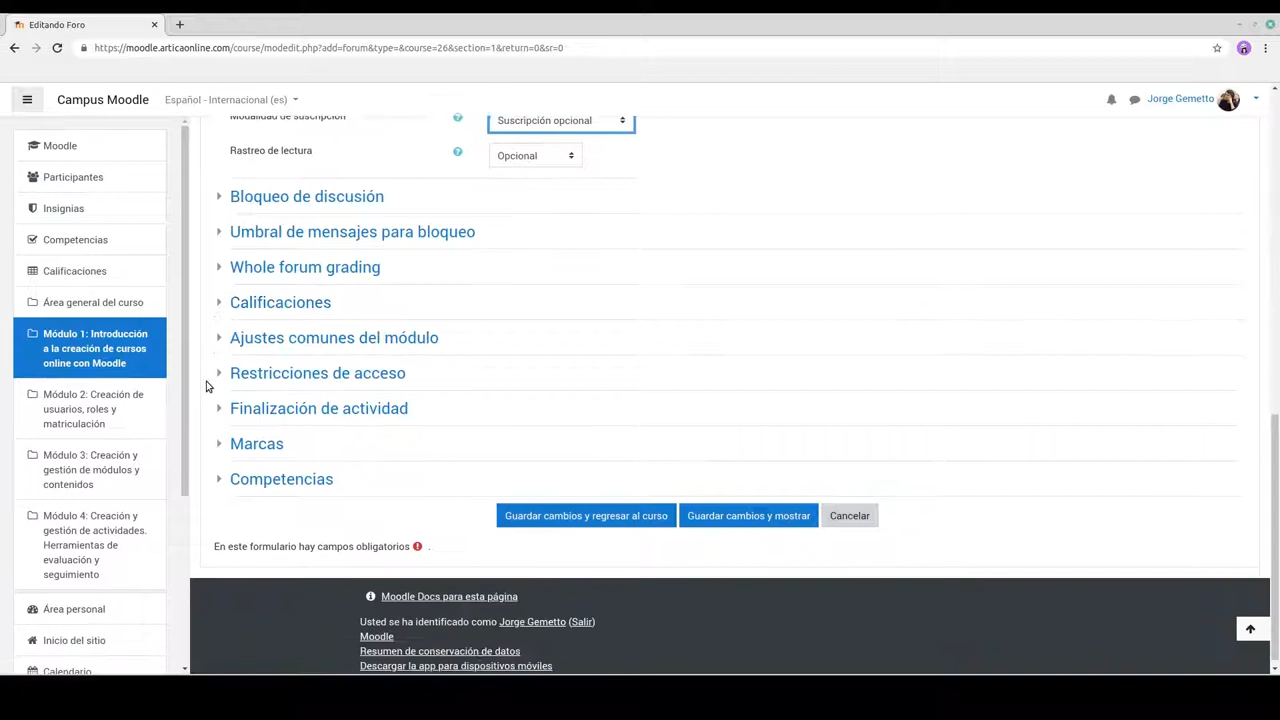 Editando Foro
https://moodle.articaonline.com/course/modedit.php?add=forum&type=&course=26&section=1&return=0&sr=0
Campus Moodle
Español - Internacional (es)
Jorge Gemetto
Moodle
Participantes
Insignias
Competencias
Calificaciones
Área general del curso
Módulo 1: Introducción
a la creación de cursos
online con Moodle
Módulo 2: Creación de
usuarios, roles y
matriculación
Módulo 3: Creación y
gestión de módulos y
contenidos
Módulo 4: Creación y
gestión de actividades.
Herramientas de
evaluación y
seguimiento
Área personal
Inicio del sitio
Calendario
Modalidad de suscripción
Suscripción opcional
Rastreo de lectura
Opcional
Bloqueo de discusión
Umbral de mensajes para bloqueo
Whole forum grading
Calificaciones
Ajustes comunes del módulo
Restricciones de acceso
Finalización de actividad
Marcas
Competencias
Guardar cambios y regresar al curso
Guardar cambios y mostrar
Cancelar
En este formulario hay campos obligatorios .
Moodle Docs para esta página
Usted se ha identificado como Jorge Gemetto (Salir)
Moodle
Resumen de conservación de datos
Descargar la app para dispositivos móviles